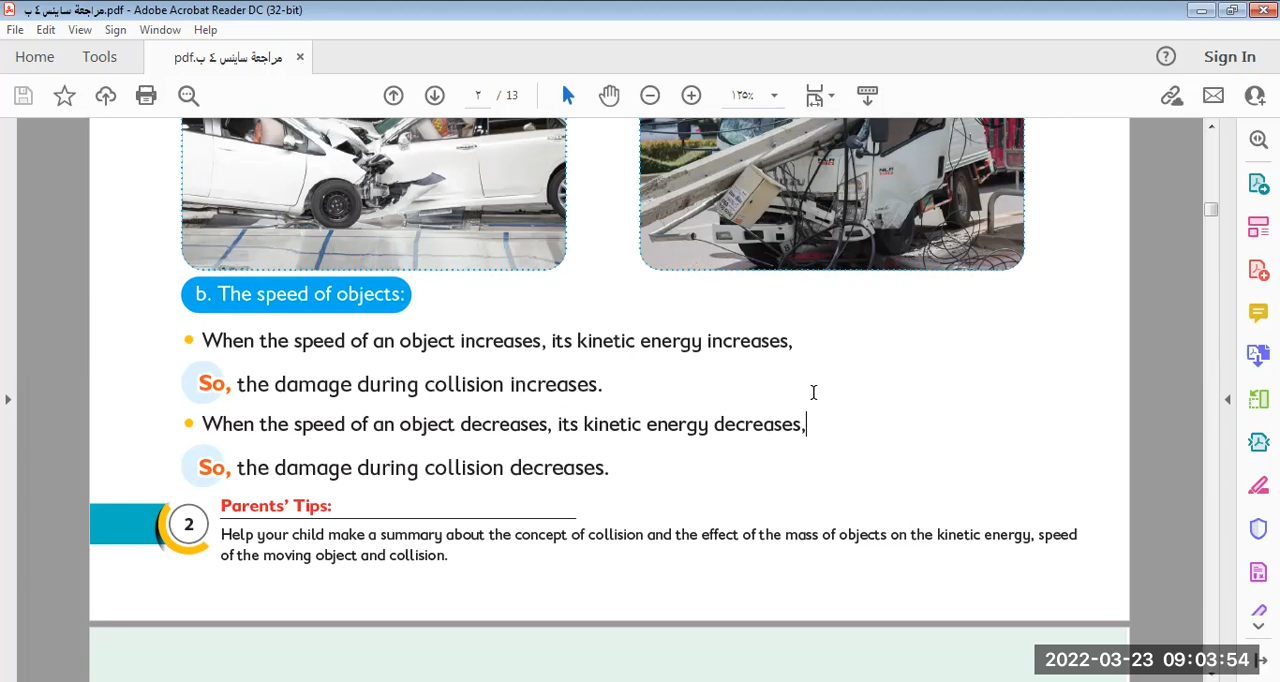 مراجعة ساينس ٤ ب.pdf - Adobe Acrobat Reader DC (32-bit)
File Edit View Sign Window Help
Home Tools مراجعة ساينس ٤ ب.pdf × Sign In
٢ / 13 ١٢٥%
NLR
NLR
b. The speed of objects:
• When the speed of an object increases, its kinetic energy increases,
So, the damage during collision increases.
• When the speed of an object decreases, its kinetic energy decreases,
So, the damage during collision decreases.
Parents' Tips:
2
Help your child make a summary about the concept of collision and the effect of the mass of objects on the kinetic energy, speed
of the moving object and collision.
2022-03-23 09:03:54